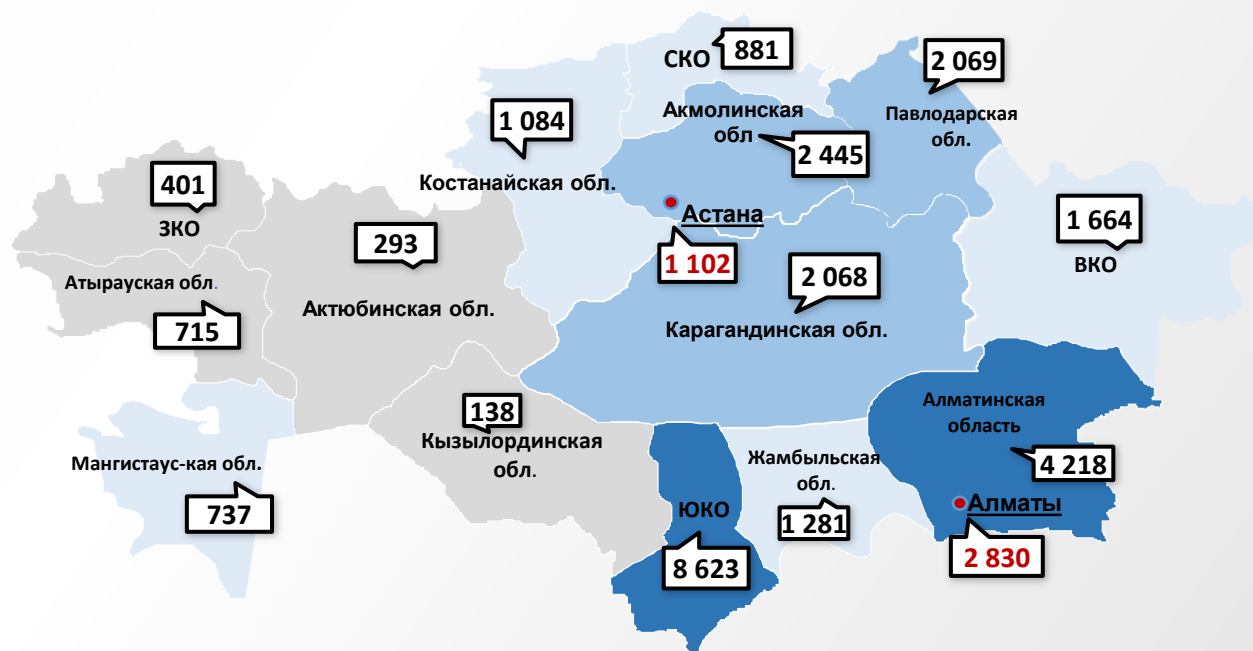 СКО
881
2 069
Акмолинская
обл
Павлодарская
обл.
1 084
2 445
Костанайская обл.
401
ЗКО
Астана
1 102
293
1 664
ВКО
Атырауская обл.
715
Актюбинская обл.
2 068
Карагандинская обл.
138
Кызылординская
обл.
Алматинская
область
4 218
Мангистаус-кая обл.
737
Жамбыльская
обл.
1 281
ЮКО
8 623
Алматы
2 830